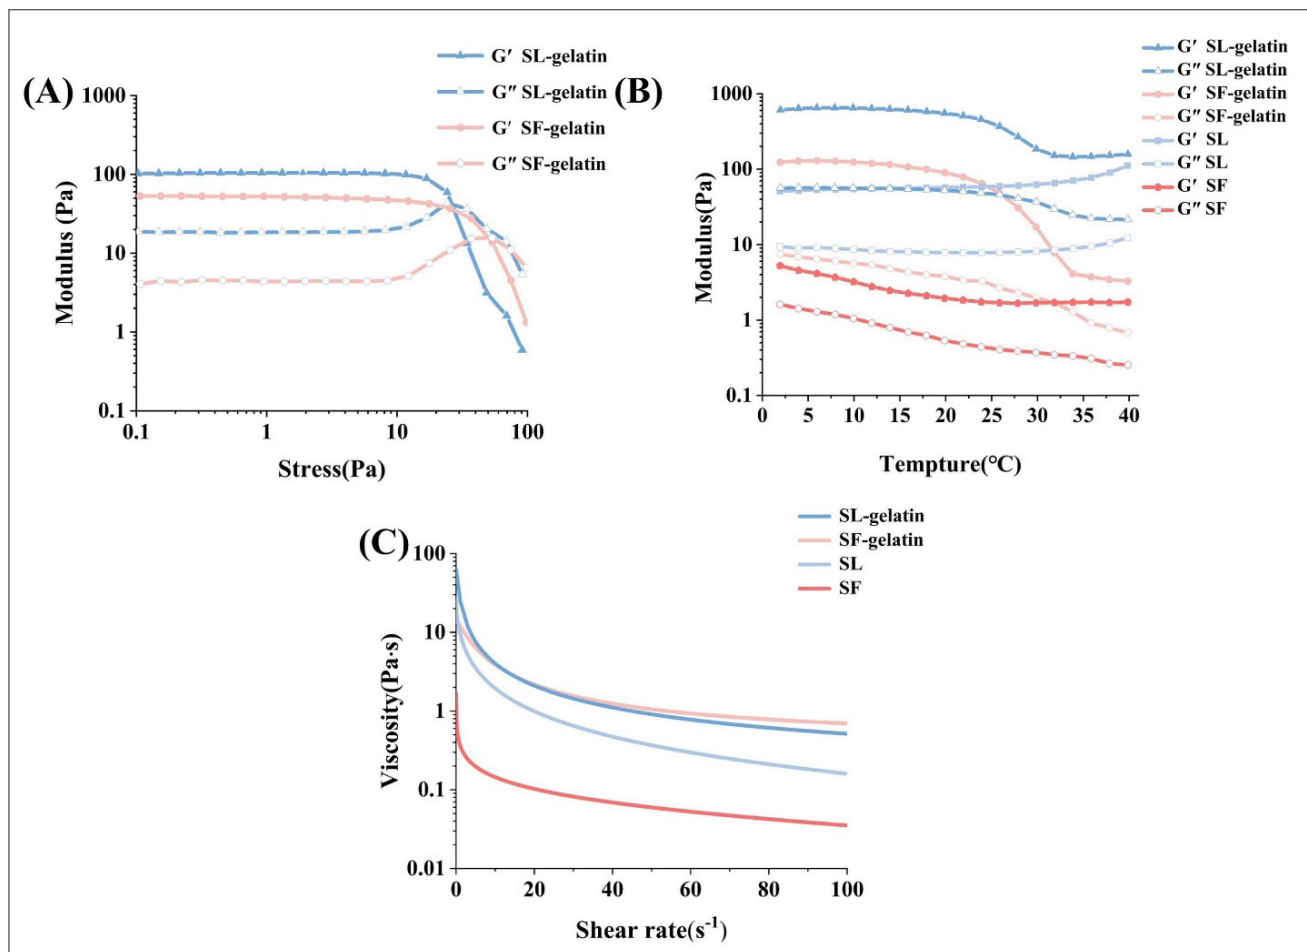 (A)
G′ SL-gelatin
G″ SL-gelatin
G′ SF-gelatin
G″ SF-gelatin
1000
100
10
1
0.1
Modulus (Pa)
0.1
1
10
100
Stress(Pa)
(B)
G′ SL-gelatin
G″ SL-gelatin
G′ SF-gelatin
G″ SF-gelatin
G′ SL
G″ SL
G′ SF
G″ SF
1000
100
10
1
0.1
Modulus(Pa)
0
5
10
15
20
25
30
35
40
Tempture(°C)
(C)
SL-gelatin
SF-gelatin
SL
SF
100
10
1
0.1
0.01
Viscosity(Pa·s)
0
20
40
60
80
100
Shear rate(s⁻¹)